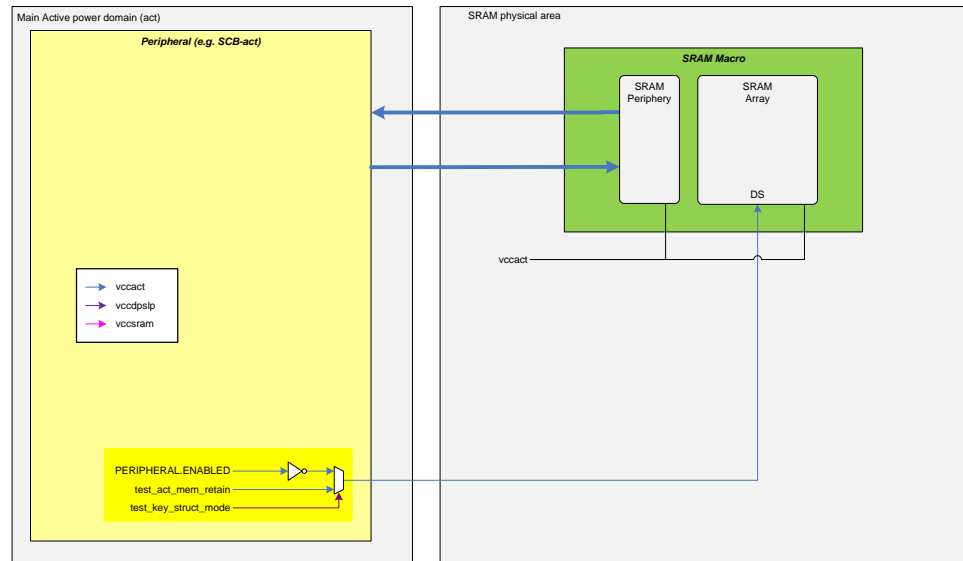 Main Active power domain (act)
Peripheral (e.g. SCB-act)
vccact
vccdpslp
vccsram
PERIPHERAL.ENABLED
test_act_mem_retain
test_key_struct_mode
SRAM physical area
SRAM Macro
SRAM
Periphery
SRAM
Array
DS
vccact